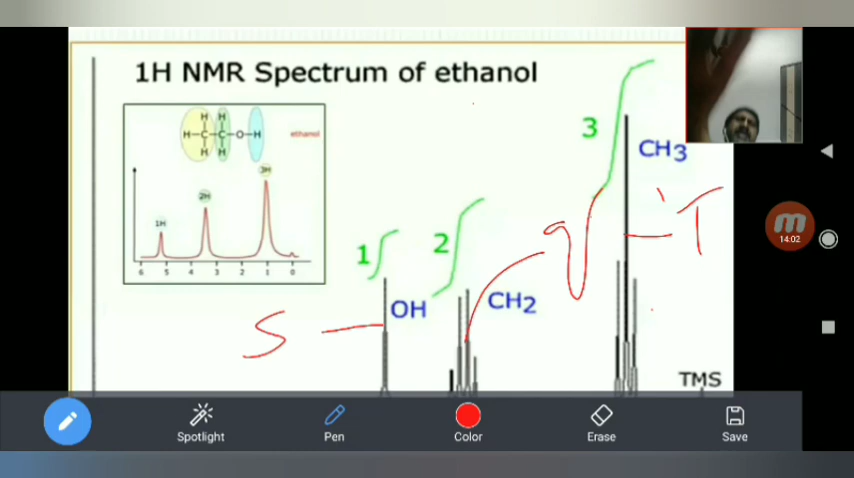 1H NMR Spectrum of ethanol
H H
H-C-C-O-H
H H
ethanol
3H
2H
1H
6 5 4 3 2 1 0
3
CH3
1
2
q
T
14:02
OH
CH2
S
TMS
Spotlight
Pen
Color
Erase
Save